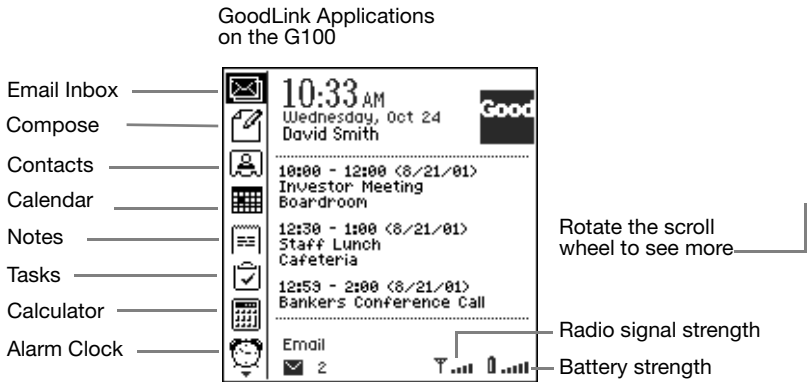 GoodLink Applications
on the G100
Email Inbox
Compose
Contacts
Calendar
Notes
Tasks
Calculator
Alarm Clock
10:33 AM
Wednesday, Oct 24
David Smith
Good
10:00 - 12:00 (8/21/01)
Investor Meeting
Boardroom
12:30 - 1:00 (8/21/01)
Staff Lunch
Cafeteria
12:59 - 2:00 (8/21/01)
Bankers Conference Call
Email
2
Rotate the scroll
wheel to see more
Radio signal strength
Battery strength